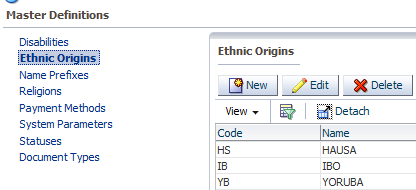 Master Definitions
Disabilities
Ethnic Origins
Name Prefixes
Religions
Payment Methods
System Parameters
Statuses
Document Types
Ethnic Origins
New Edit Delete
View Detach
Code Name
HS HAUSA
IB IBO
YB YORUBA